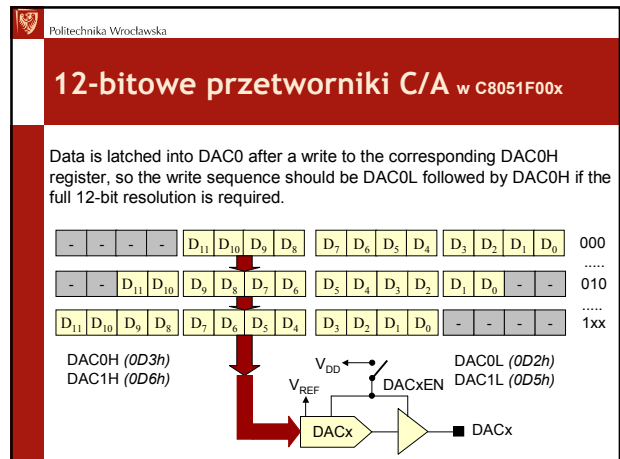 Politechnika Wrocławska
12-bitowe przetworniki C/A w C8051F00x
Data is latched into DAC0 after a write to the corresponding DAC0H
register, so the write sequence should be DAC0L followed by DAC0H if the
full 12-bit resolution is required.
- - - - D11 D10 D9 D8 D7 D6 D5 D4 D3 D2 D1 D0 000
.....
- - D11 D10 D9 D8 D7 D6 D5 D4 D3 D2 D1 D0 - - 010
.....
D11 D10 D9 D8 D7 D6 D5 D4 D3 D2 D1 D0 - - - - 1xx
DAC0H (0D3h)
DAC1H (0D6h)
VDD
DAC0L (0D2h)
DAC1L (0D5h)
VREF
DACxEN
DACx
DACx